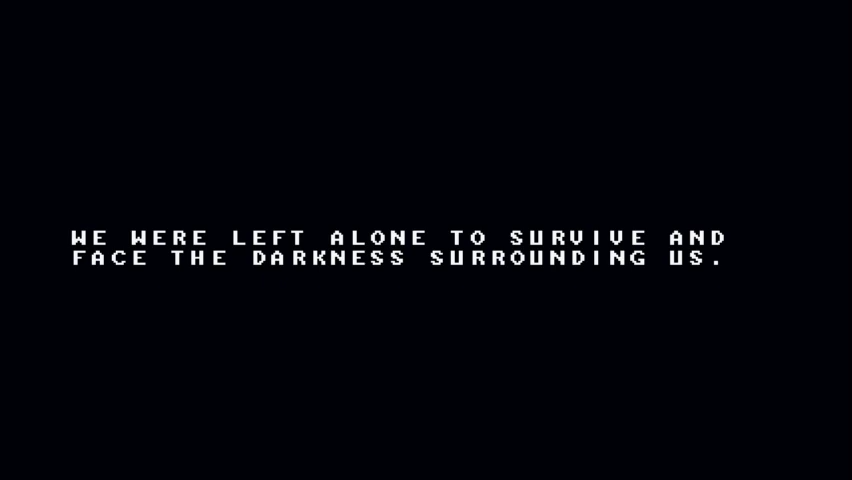 WE WERE LEFT ALONE TO SURVIVE AND
FACE THE DARKNESS SURROUNDING US.